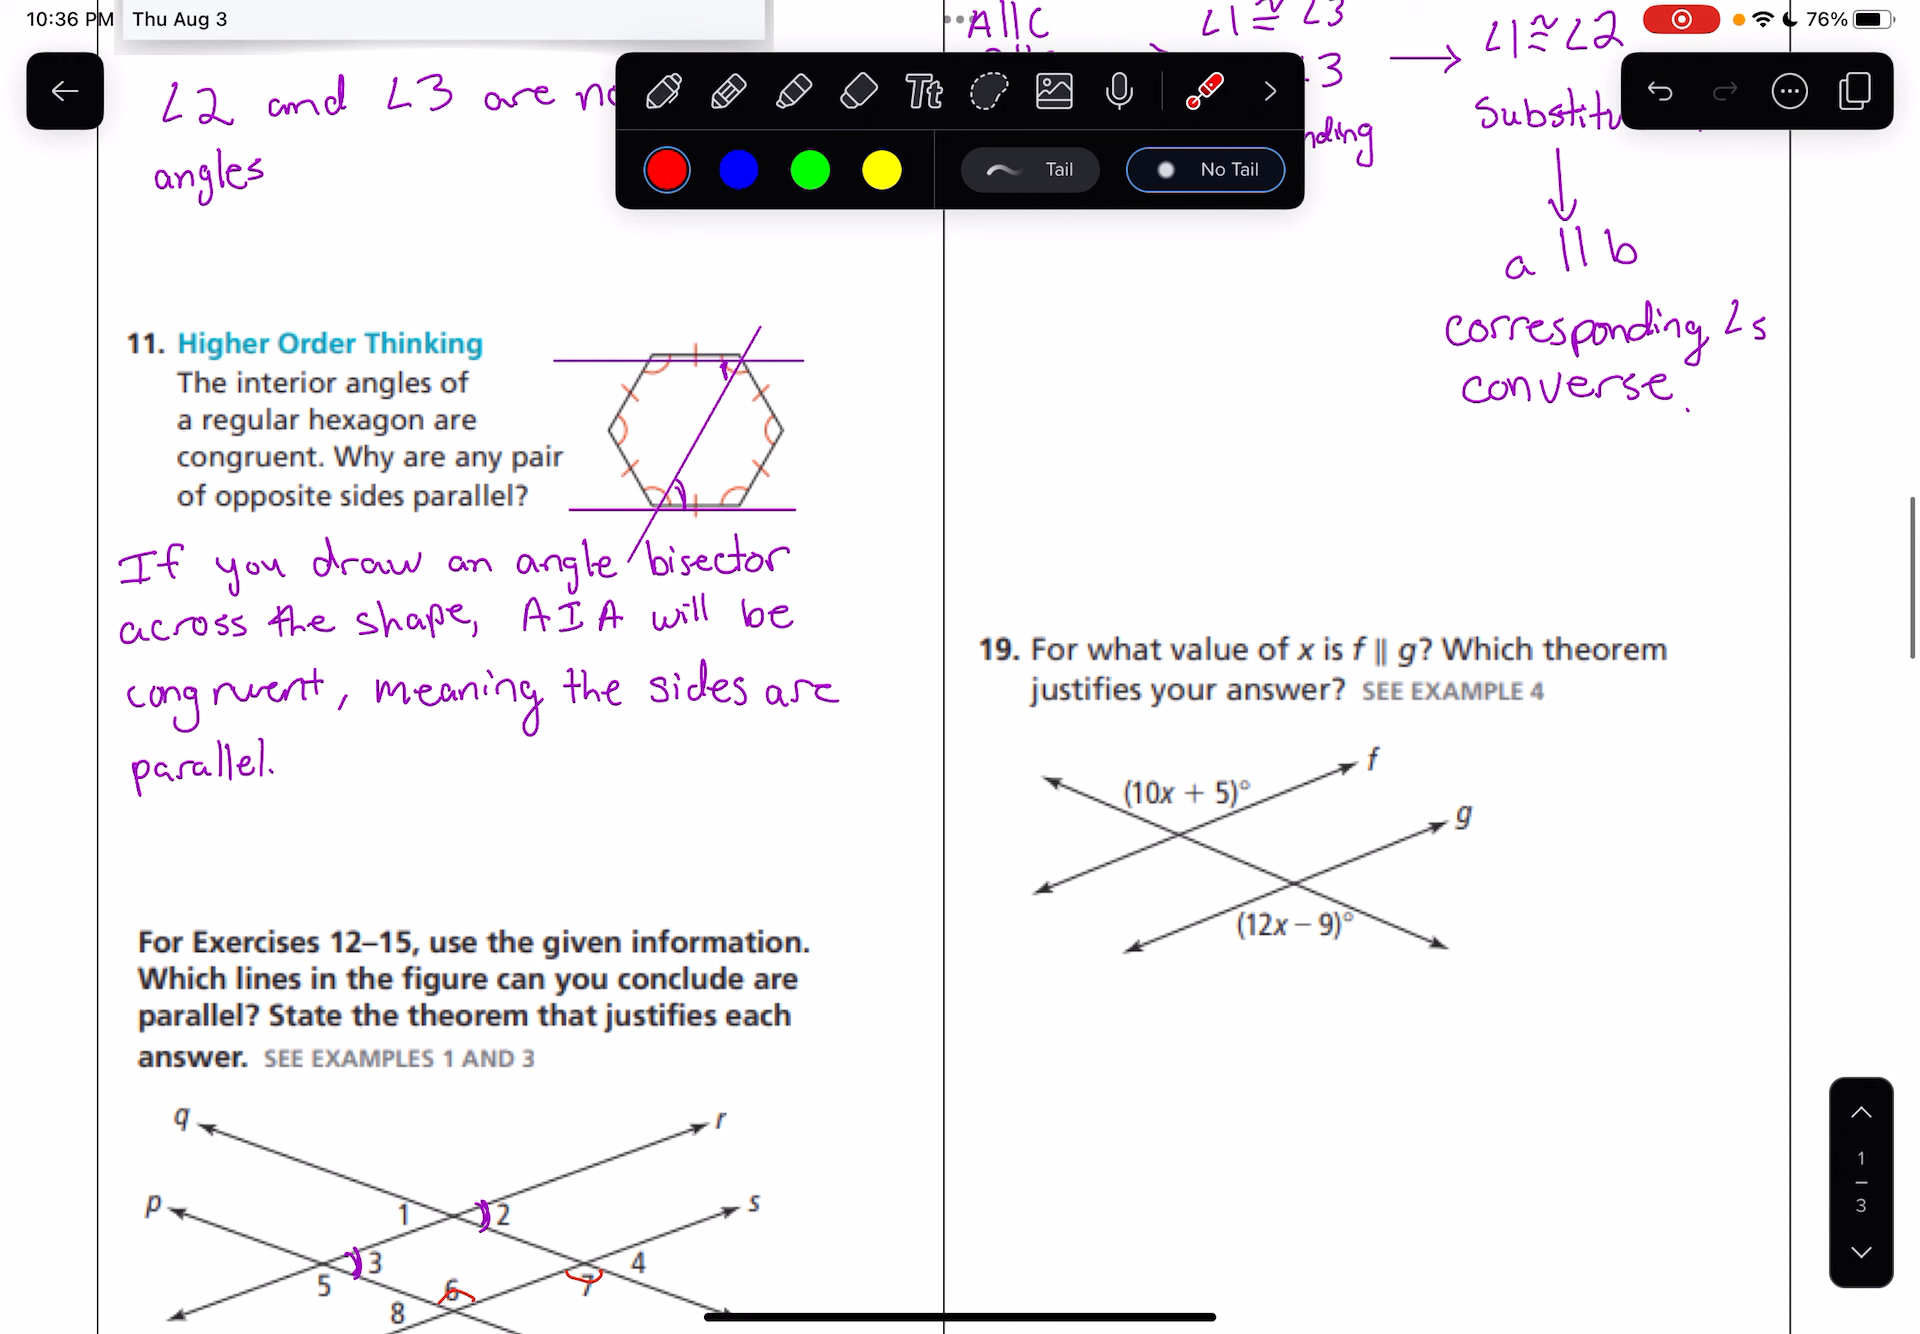 10:36 PM Thu Aug 3
76%
∠2 and ∠3 are no
angles
Tt
Tail
No Tail
11. Higher Order Thinking
The interior angles of
a regular hexagon are
congruent. Why are any pair
of opposite sides parallel?
If you draw an angle bisector
across the shape, AIA will be
congruent, meaning the sides are
parallel.
For Exercises 12–15, use the given information.
Which lines in the figure can you conclude are
parallel? State the theorem that justifies each
answer. SEE EXAMPLES 1 AND 3
q
r
p
s
1
2
3
4
5
6
7
8
A||C
∠1 ≅ ∠3
3
nding
∠1 ≅ ∠2
Substitu
a || b
corresponding ∠s
converse.
19. For what value of x is f ∥ g? Which theorem
justifies your answer? SEE EXAMPLE 4
f
(10x + 5)°
g
(12x – 9)°
1
3